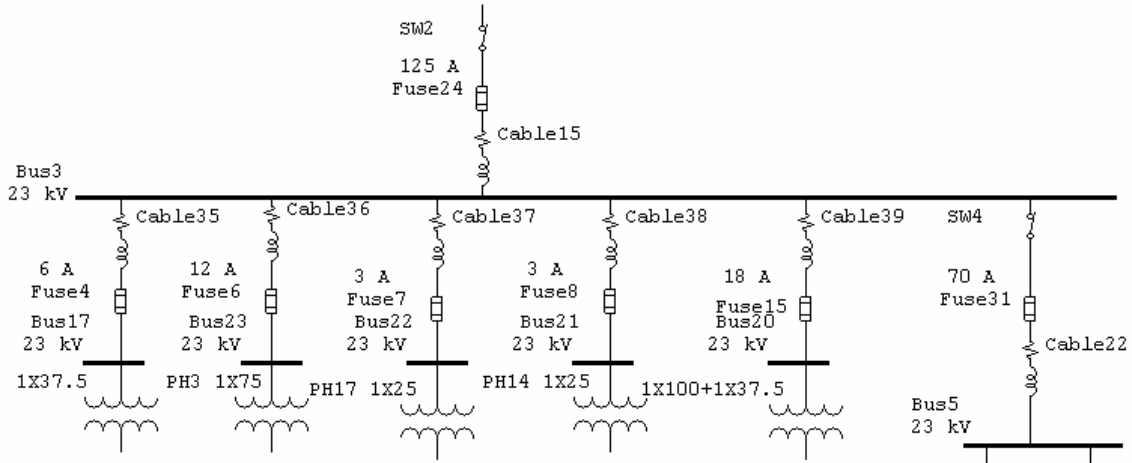 SW2
125 A
Fuse24
Cable15
Bus3
23 kV
Cable35
Cable36
Cable37
Cable38
Cable39
SW4
6 A
Fuse4
12 A
Fuse6
3 A
Fuse7
3 A
Fuse8
18 A
Fuse15
70 A
Fuse31
Bus17
23 kV
Bus23
23 kV
Bus22
23 kV
Bus21
23 kV
Bus20
23 kV
Cable22
1X37.5
PH3 1X75
PH17 1X25
PH14 1X25
1X100+1X37.5
Bus5
23 kV